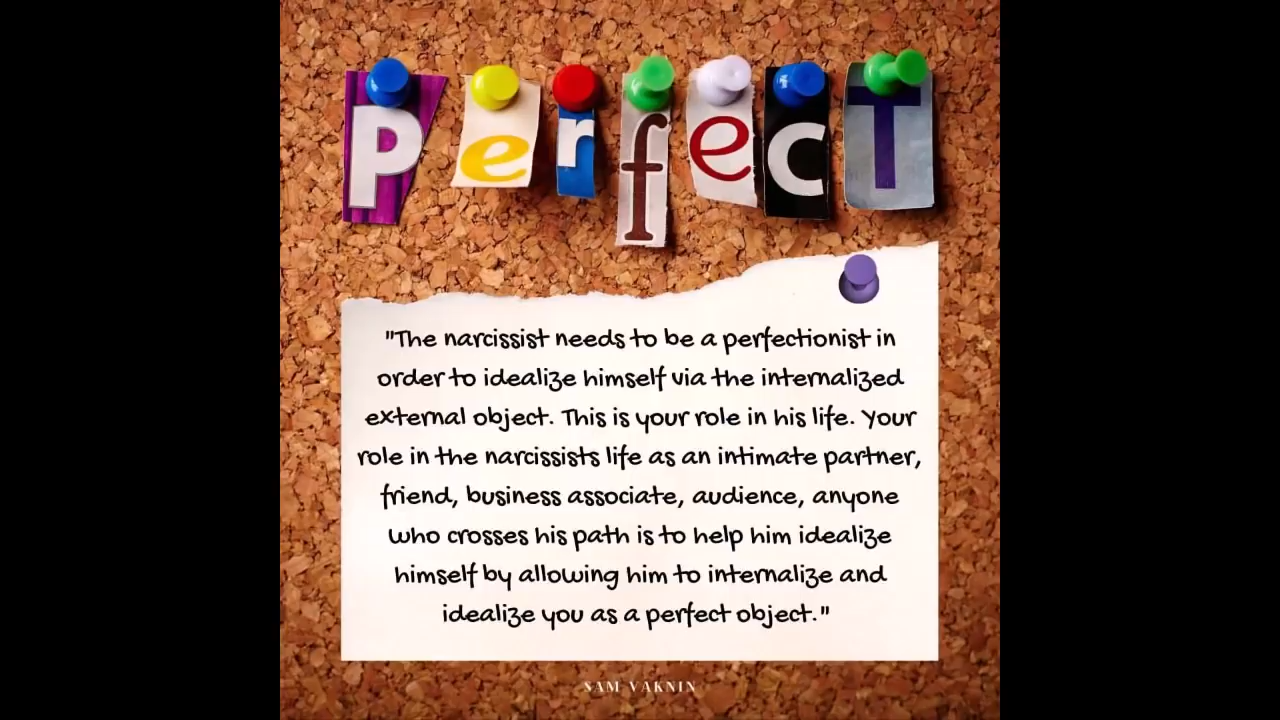 perfecT
"The narcissist needs to be a perfectionist in
order to idealize himself via the internalized
external object. This is your role in his life. Your
role in the narcissists life as an intimate partner,
friend, business associate, audience, anyone
who crosses his path is to help him idealize
himself by allowing him to internalize and
idealize you as a perfect object."
SAM VAKNIN